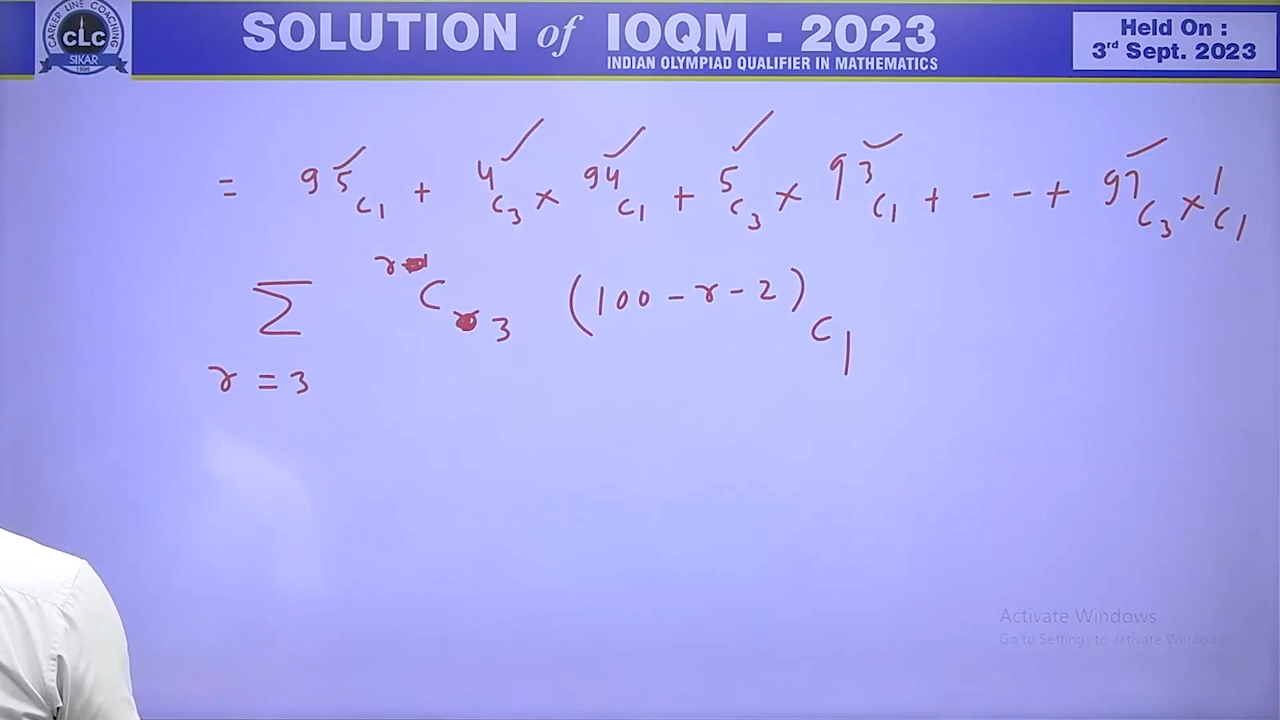 CAREER LINE COACHING
CLC
SIKAR
1996
SOLUTION of IOQM - 2023
INDIAN OLYMPIAD QUALIFIER IN MATHEMATICS
Held On :
3rd Sept. 2023
= ⁹⁵C₁ + ⁴C₃ × ⁹⁴C₁ + ⁵C₃ × ⁹³C₁ + - - - + ⁹⁷C₃ × ¹C₁
∑ ʳC₃ (100 - r - 2)C₁
r = 3
Activate Windows
Go to Settings to activate Windows.